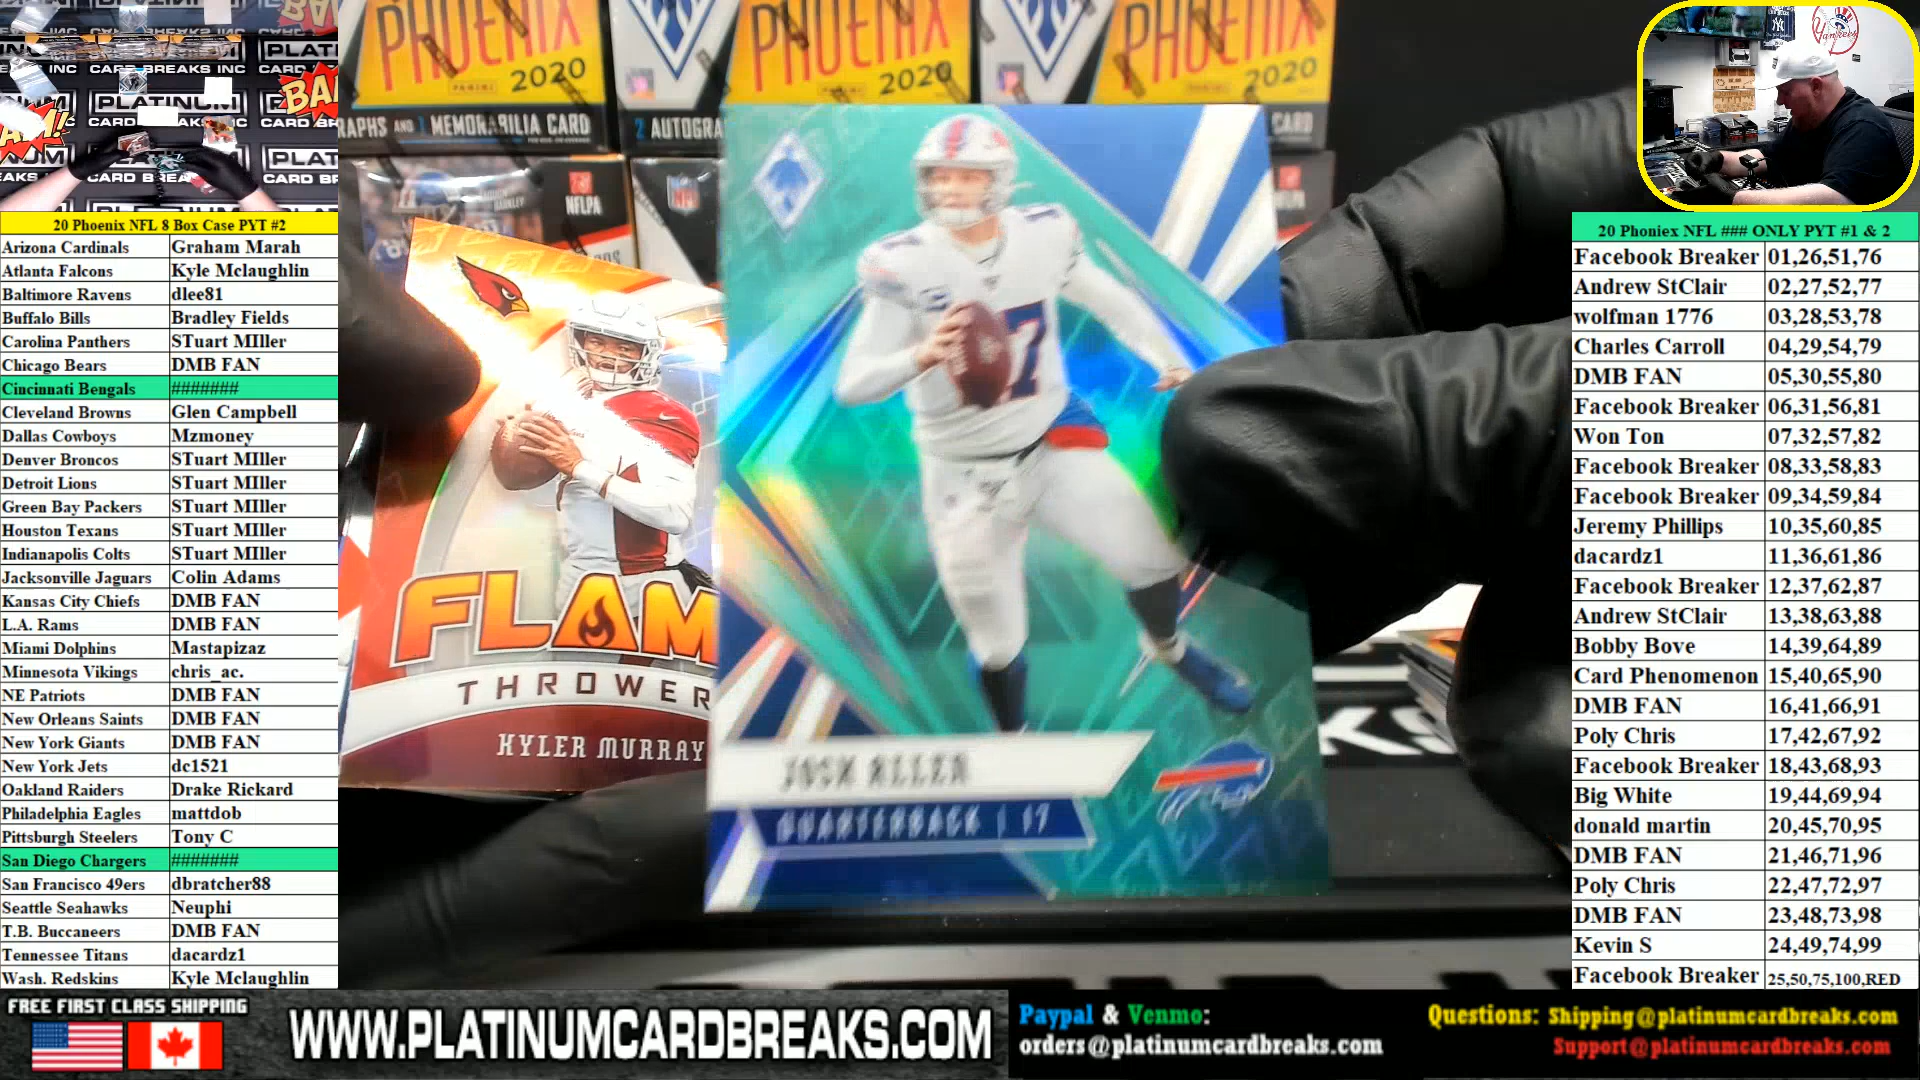 20 Phoenix NFL 8 Box Case PYT #2
Arizona Cardinals Graham Marah
Atlanta Falcons Kyle Mclaughlin
Baltimore Ravens dlee81
Buffalo Bills Bradley Fields
Carolina Panthers STuart MIller
Chicago Bears DMB FAN
Cincinnati Bengals #######
Cleveland Browns Glen Campbell
Dallas Cowboys Mzmoney
Denver Broncos STuart MIller
Detroit Lions STuart MIller
Green Bay Packers STuart MIller
Houston Texans STuart MIller
Indianapolis Colts STuart MIller
Jacksonville Jaguars Colin Adams
Kansas City Chiefs DMB FAN
L.A. Rams DMB FAN
Miami Dolphins Mastapizaz
Minnesota Vikings chris_ac.
NE Patriots DMB FAN
New Orleans Saints DMB FAN
New York Giants DMB FAN
New York Jets dc1521
Oakland Raiders Drake Rickard
Philadelphia Eagles mattdob
Pittsburgh Steelers Tony C
San Diego Chargers #######
San Francisco 49ers dbratcher88
Seattle Seahawks Neuphi
T.B. Buccaneers DMB FAN
Tennessee Titans dacardz1
Wash. Redskins Kyle Mclaughlin
PHOENIX PHOENIX PHOENIX
PANINI 2020 PANINI 2020 PANINI 2020
RAPHS AND 1 MEMORABILIA CARD 2 AUTOGRA CARD
NFLPA NFL
17
FLAM
THROWER
KYLER MURRAY
JOSH ALLEN
QUARTERBACK | 17
PLATINUM
CARD BREAKS INC
BAM!
Yankees
20 Phoniex NFL ### ONLY PYT #1 & 2
Facebook Breaker 01,26,51,76
Andrew StClair 02,27,52,77
wolfman 1776 03,28,53,78
Charles Carroll 04,29,54,79
DMB FAN 05,30,55,80
Facebook Breaker 06,31,56,81
Won Ton 07,32,57,82
Facebook Breaker 08,33,58,83
Facebook Breaker 09,34,59,84
Jeremy Phillips 10,35,60,85
dacardz1 11,36,61,86
Facebook Breaker 12,37,62,87
Andrew StClair 13,38,63,88
Bobby Bove 14,39,64,89
Card Phenomenon 15,40,65,90
DMB FAN 16,41,66,91
Poly Chris 17,42,67,92
Facebook Breaker 18,43,68,93
Big White 19,44,69,94
donald martin 20,45,70,95
DMB FAN 21,46,71,96
Poly Chris 22,47,72,97
DMB FAN 23,48,73,98
Kevin S 24,49,74,99
Facebook Breaker 25,50,75,100,RED
FREE FIRST CLASS SHIPPING
WWW.PLATINUMCARDBREAKS.COM
Paypal & Venmo:
orders@platinumcardbreaks.com
Questions: Shipping@platinumcardbreaks.com
Support@platinumcardbreaks.com